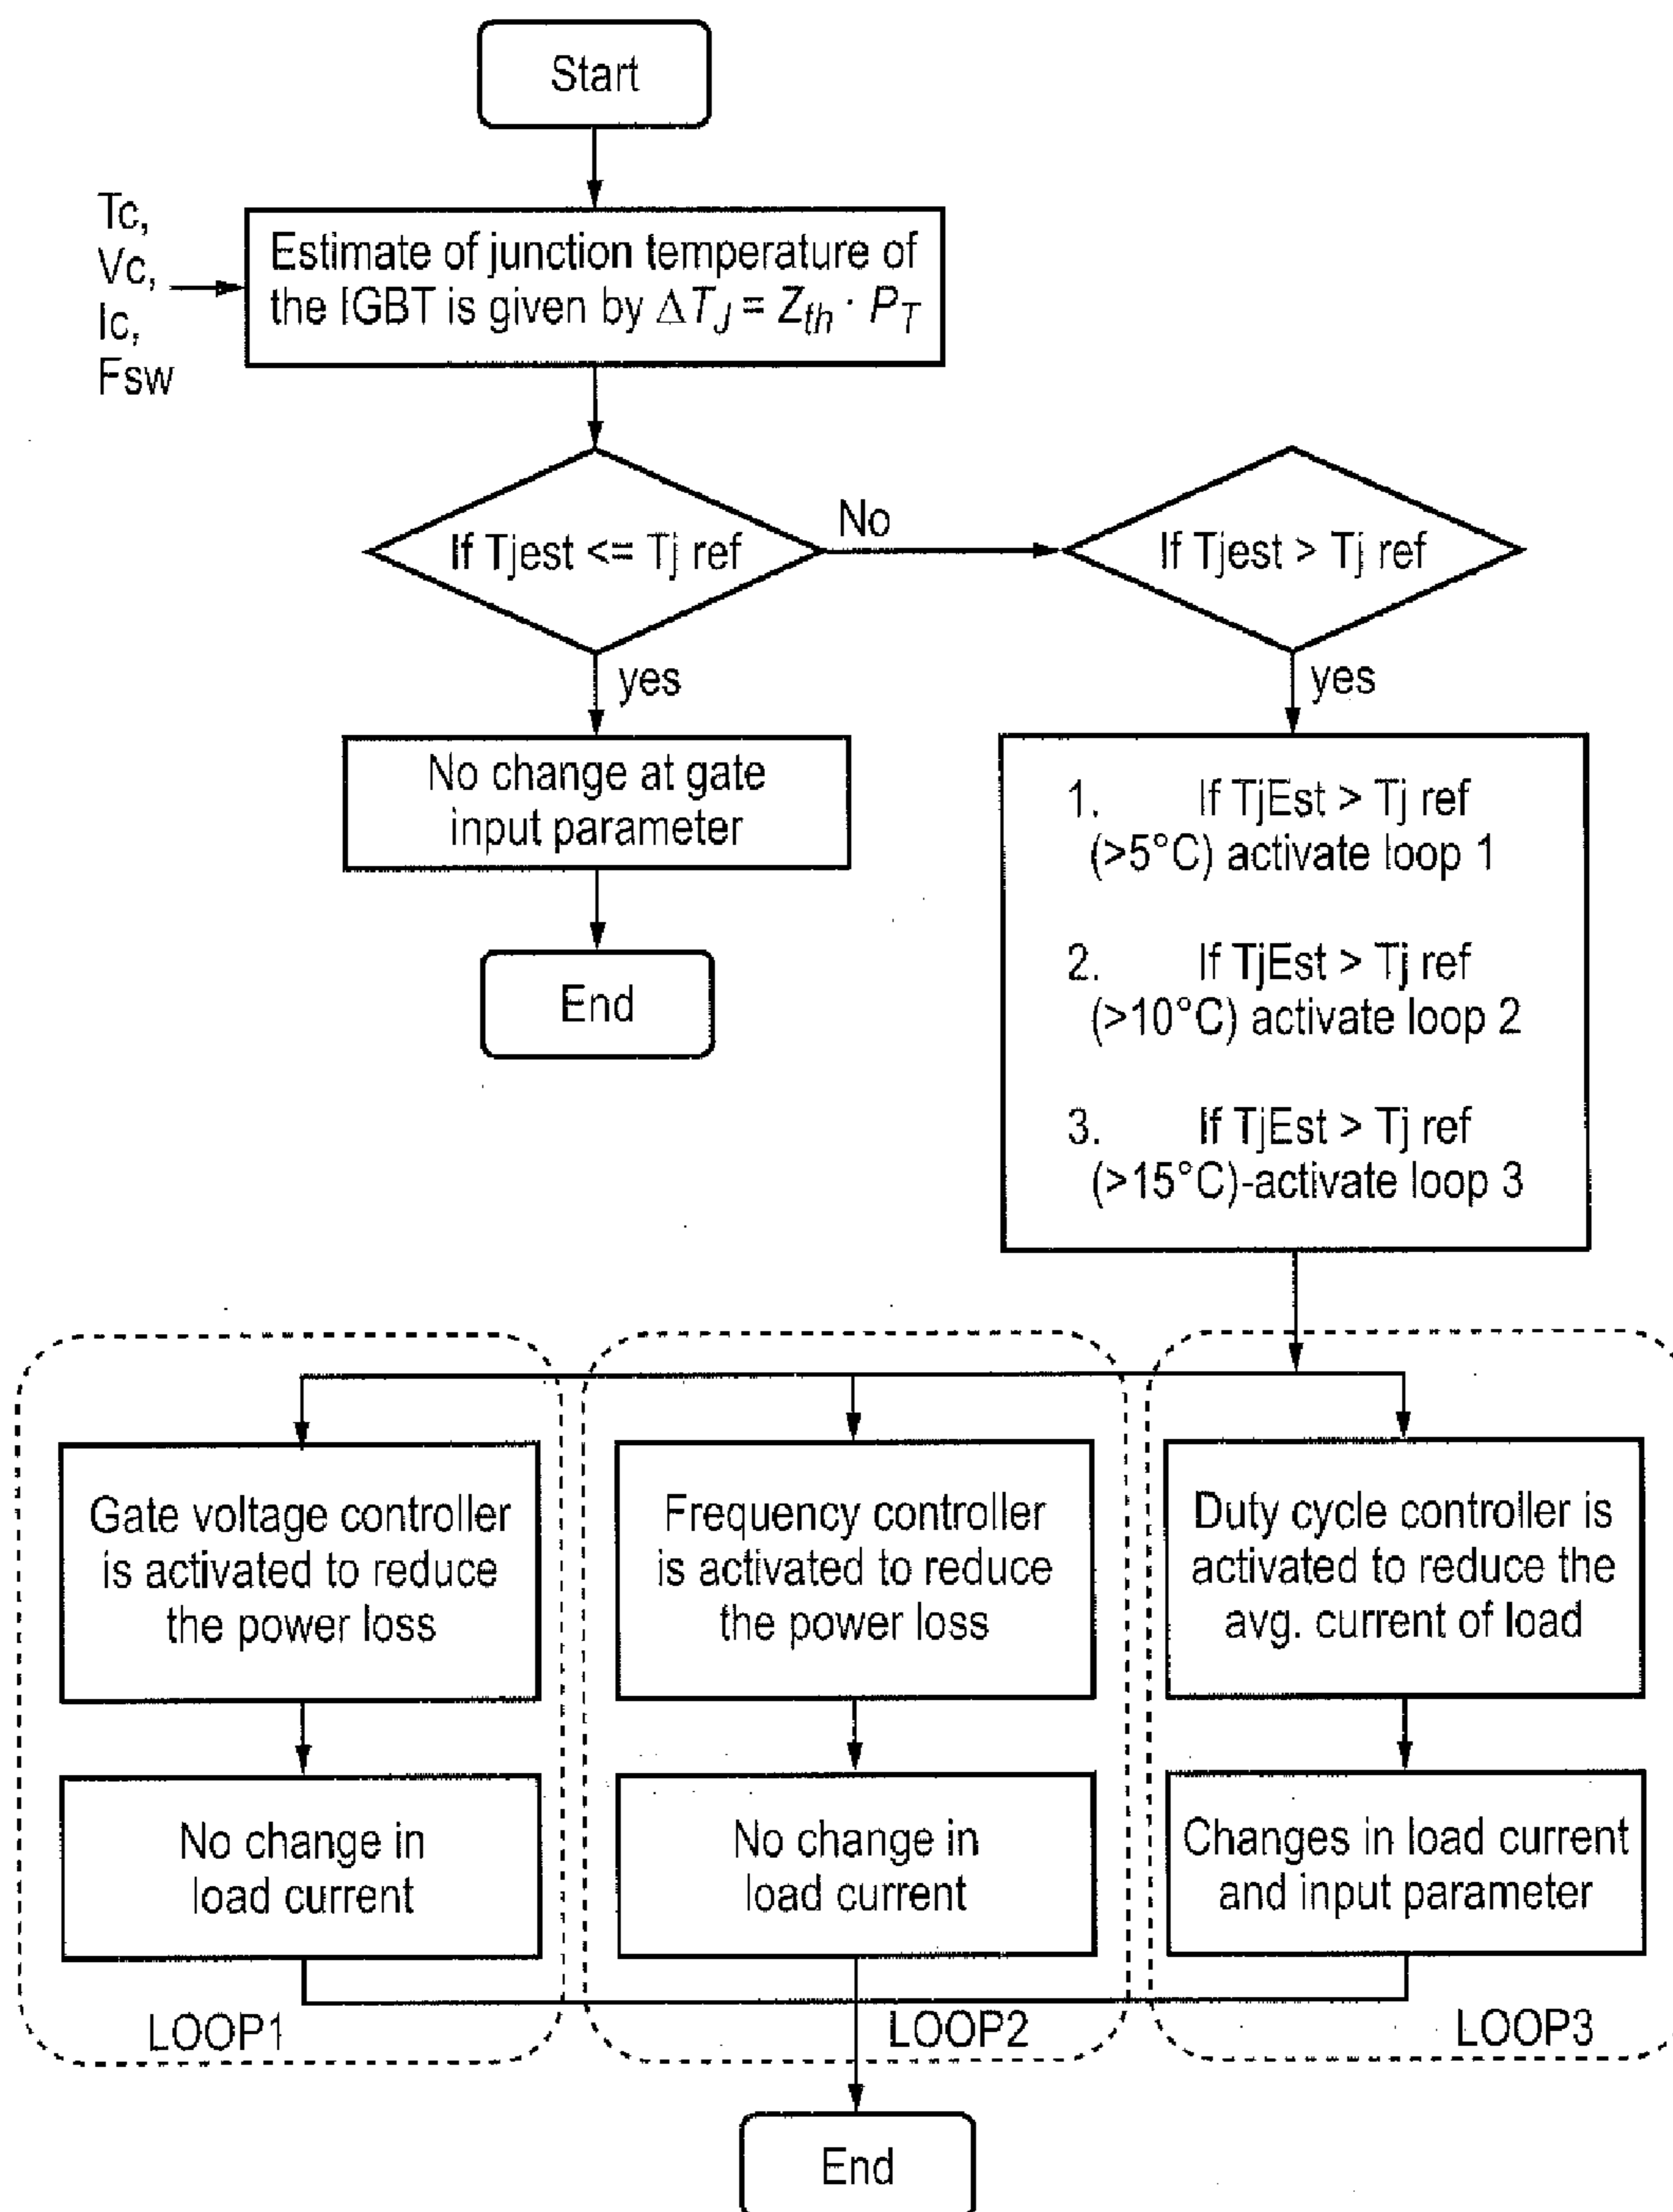 Start
Tc,
Vc,
Ic,
Fsw
Estimate of junction temperature of
the IGBT is given by ΔT_J = Z_th · P_T
If Tjest <= Tj ref
No
If Tjest > Tj ref
yes
yes
No change at gate
input parameter
End
1. If TjEst > Tj ref
(>5°C) activate loop 1
2. If TjEst > Tj ref
(>10°C) activate loop 2
3. If TjEst > Tj ref
(>15°C)-activate loop 3
Gate voltage controller
is activated to reduce
the power loss
No change in
load current
LOOP1
Frequency controller
is activated to reduce
the power loss
No change in
load current
LOOP2
Duty cycle controller is
activated to reduce the
avg. current of load
Changes in load current
and input parameter
LOOP3
End